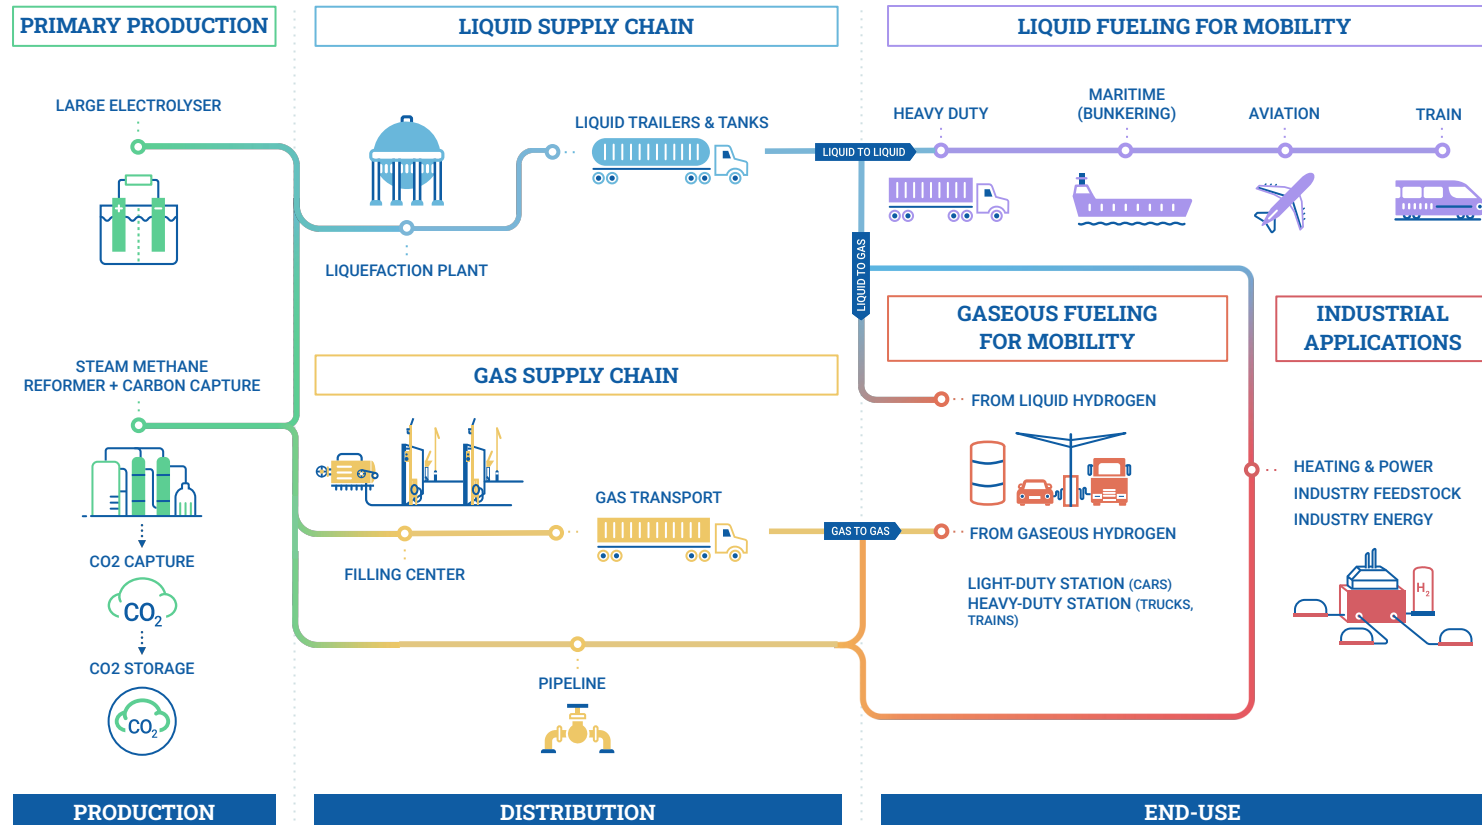 PRIMARY PRODUCTION
LARGE ELECTROLYSER
+ −
STEAM METHANE
REFORMER + CARBON CAPTURE
CO2 CAPTURE
CO₂
CO2 STORAGE
CO₂
PRODUCTION
LIQUID SUPPLY CHAIN
LIQUID TRAILERS & TANKS
LIQUEFACTION PLANT
GAS SUPPLY CHAIN
GAS TRANSPORT
FILLING CENTER
PIPELINE
DISTRIBUTION
LIQUID FUELING FOR MOBILITY
HEAVY DUTY
MARITIME
(BUNKERING)
AVIATION
TRAIN
LIQUID TO LIQUID
LIQUID TO GAS
GASEOUS FUELING
FOR MOBILITY
FROM LIQUID HYDROGEN
GAS TO GAS
FROM GASEOUS HYDROGEN
LIGHT-DUTY STATION (CARS)
HEAVY-DUTY STATION (TRUCKS,
TRAINS)
INDUSTRIAL
APPLICATIONS
HEATING & POWER
INDUSTRY FEEDSTOCK
INDUSTRY ENERGY
H₂
END-USE